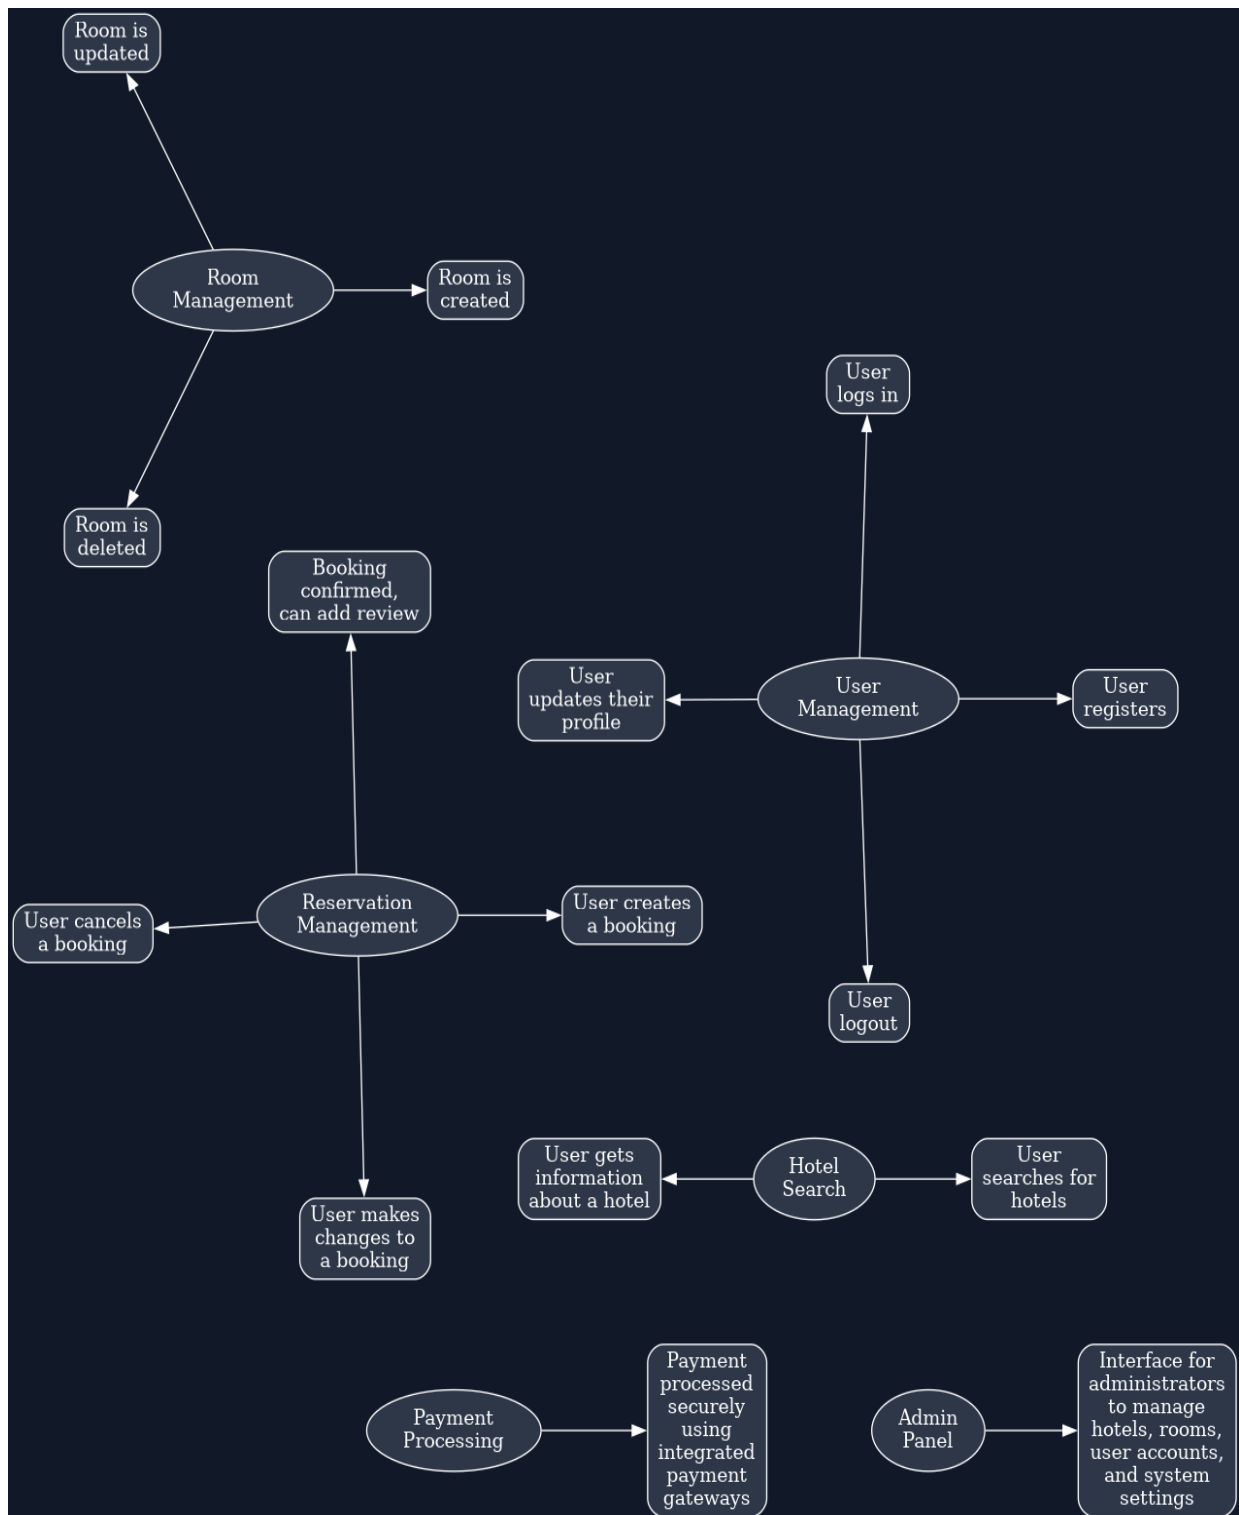 Room is
updated
Room
Management
Room is
created
Room is
deleted
User
logs in
Booking
confirmed,
can add review
User
updates their
profile
User
Management
User
registers
User cancels
a booking
Reservation
Management
User creates
a booking
User
logout
User makes
changes to
a booking
User gets
information
about a hotel
Hotel
Search
User
searches for
hotels
Payment
Processing
Payment
processed
securely
using
integrated
payment
gateways
Admin
Panel
Interface for
administrators
to manage
hotels, rooms,
user accounts,
and system
settings